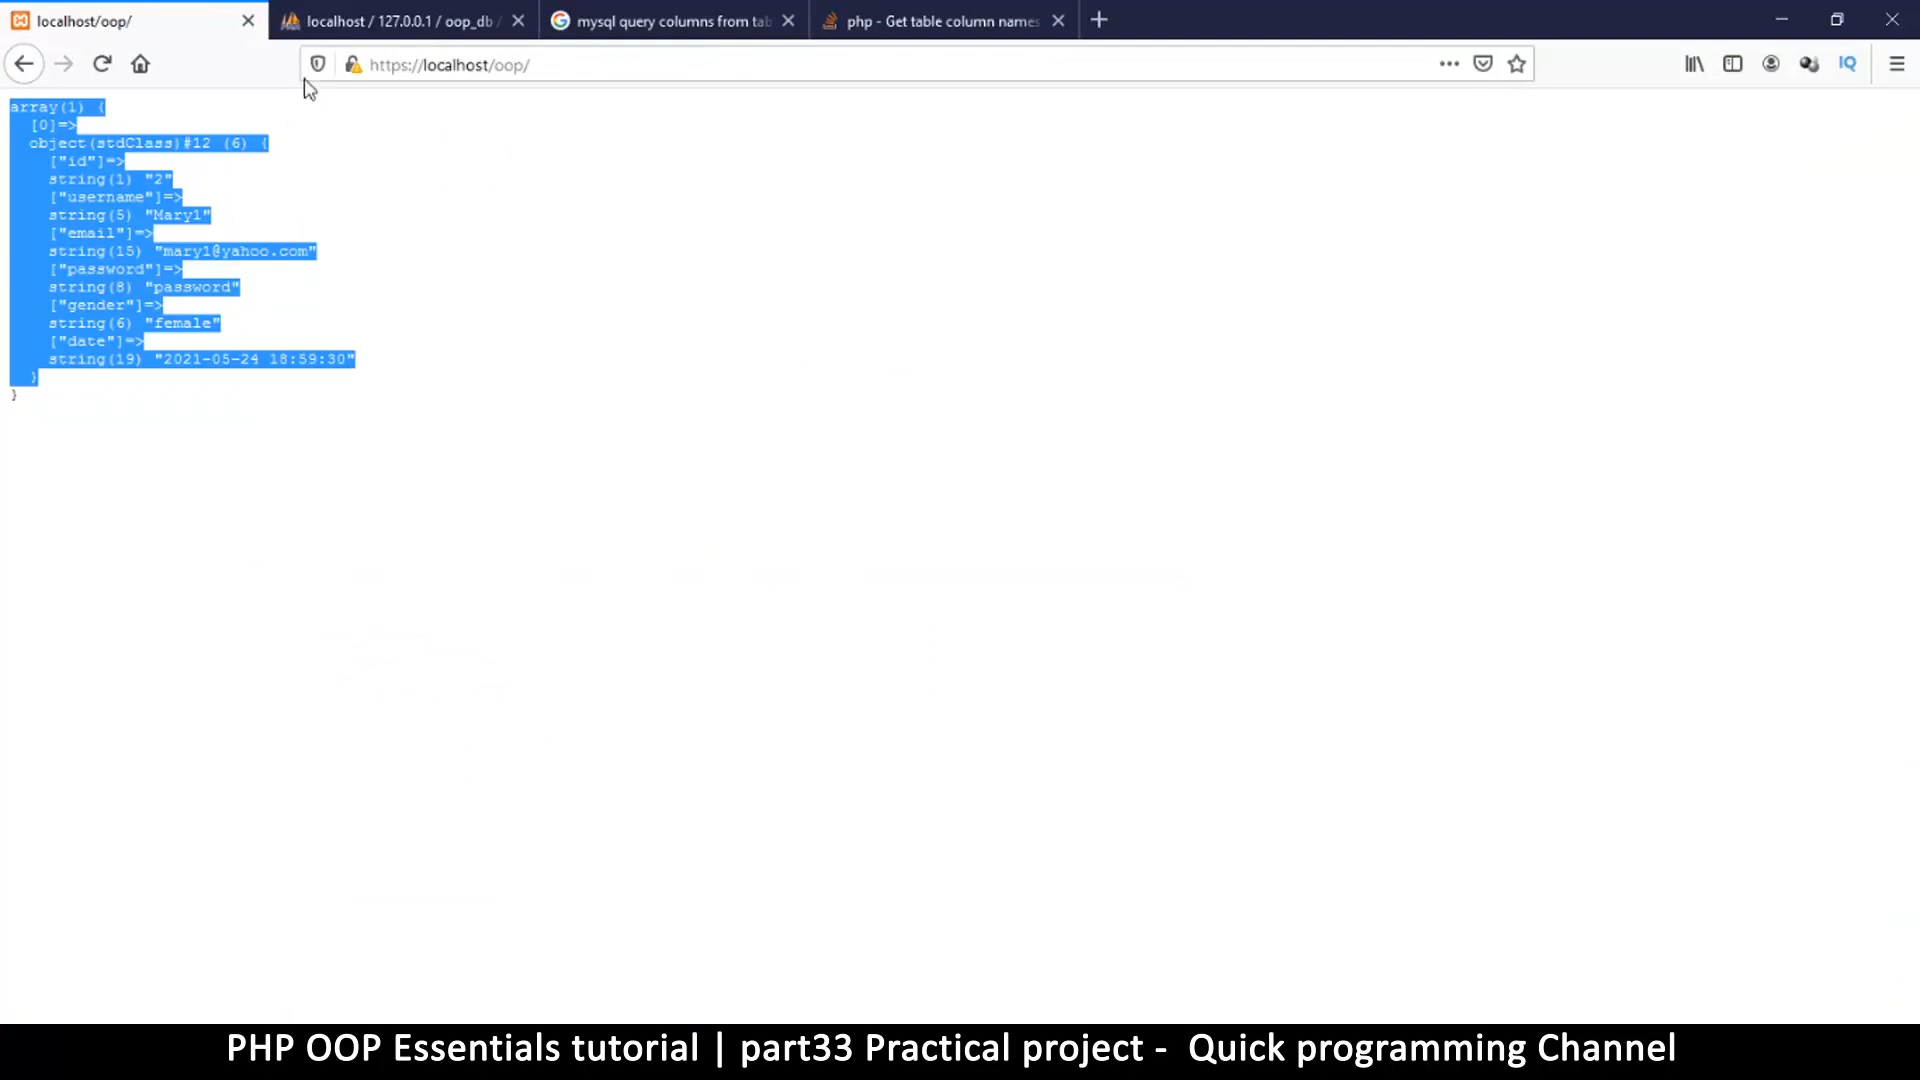 localhost/oop/
localhost / 127.0.0.1 / oop_db /
mysql query columns from tab
php - Get table column names
https://localhost/oop/
IQ
array(1) {
[0]=>
object(stdClass)#12 (6) {
["id"]=>
string(1) "2"
["username"]=>
string(5) "Mary1"
["email"]=>
string(15) "mary1@yahoo.com"
["password"]=>
string(8) "password"
["gender"]=>
string(6) "female"
["date"]=>
string(19) "2021-05-24 18:59:30"
}
}
PHP OOP Essentials tutorial | part33 Practical project - Quick programming Channel